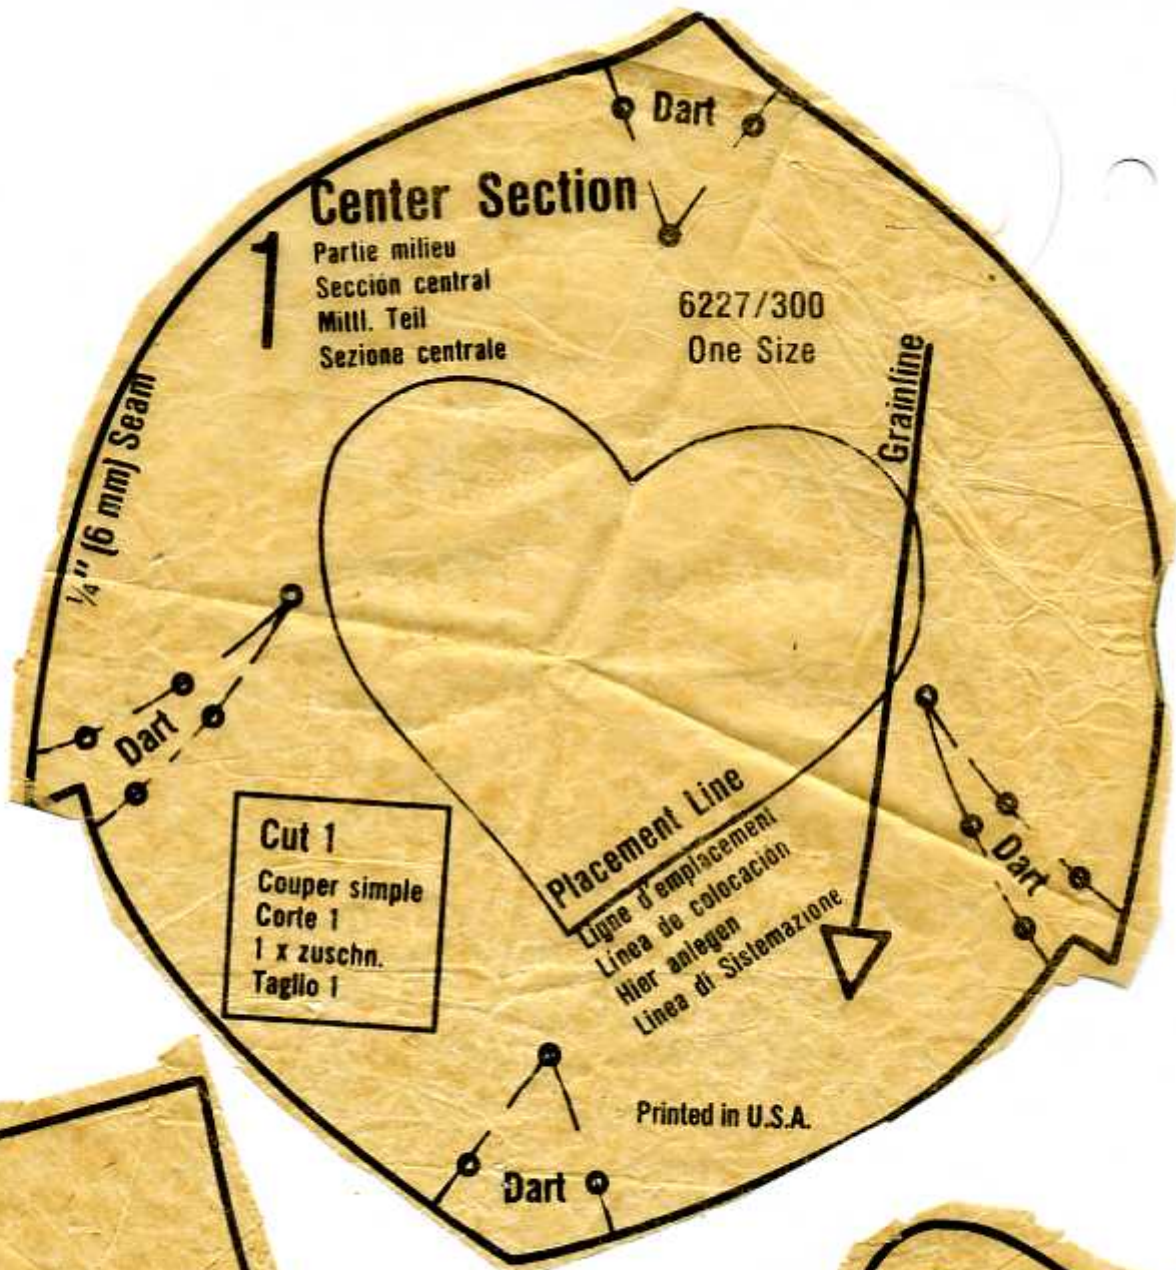 Dart
Center Section
1
Partie milieu
Sección central
Mittl. Teil
Sezione centrale
6227/300
One Size
Grainline
¼" (6 mm) Seam
Dart
Dart
Cut 1
Couper simple
Corte 1
1 x zuschn.
Taglio 1
Placement Line
Ligne d'emplacement
Linea de colocación
Hier anlegen
Linea di Sistemazione
Printed in U.S.A.
Dart